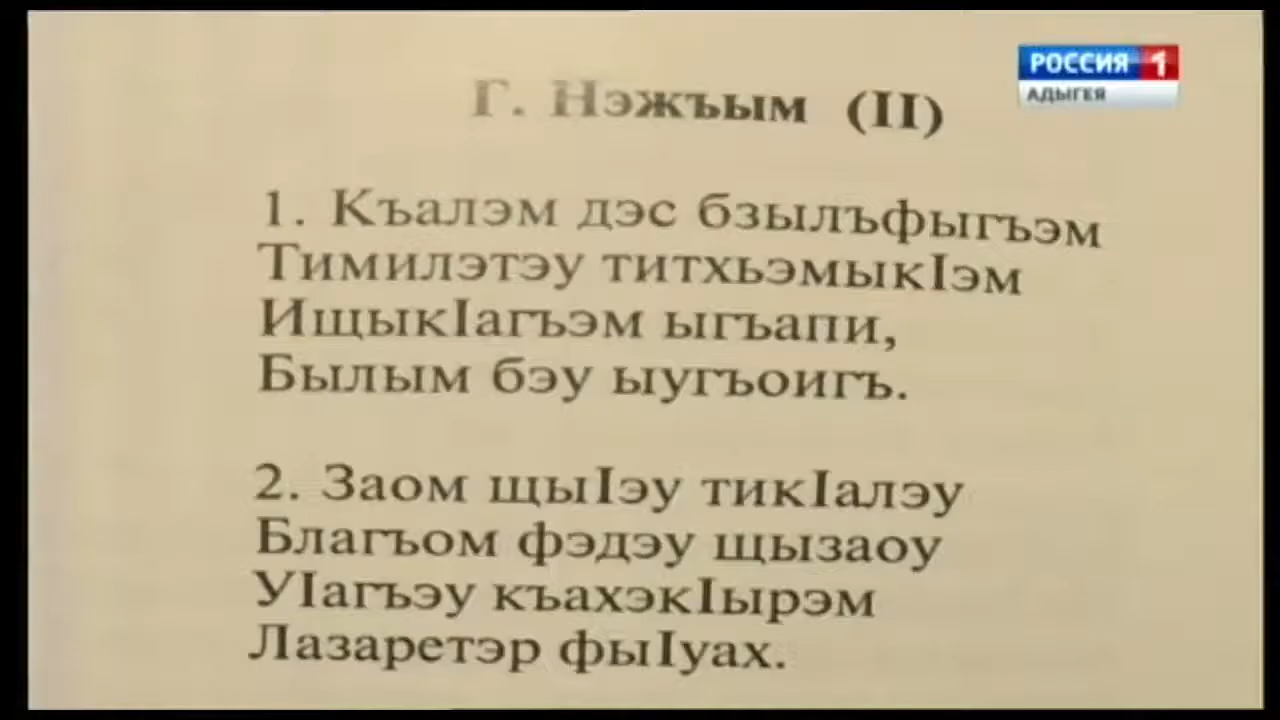 РОССИЯ 1
АДЫГЕЯ
Г. Нэжъым (II)
1. Къалэм дэс бзылъфыгъэм
Тимилэтэу титхьэмыкIэм
ИщыкIагъэм ыгъапи,
Былым бэу ыугъоигъ.
2. Заом щыIэу тикIалэу
Благъом фэдэу щызаоу
УIагъэу къахэкIырэм
Лазаретэр фыIуах.